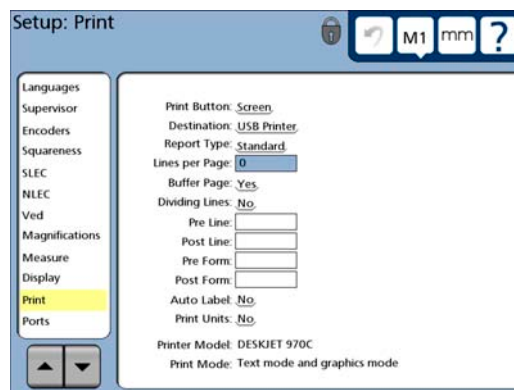 Setup: Print
M1 mm ?
Languages
Supervisor
Encoders
Squareness
SLEC
NLEC
Ved
Magnifications
Measure
Display
Print
Ports
Print Button: Screen
Destination: USB Printer
Report Type: Standard
Lines per Page: 0
Buffer Page: Yes
Dividing Lines: No
Pre Line:
Post Line:
Pre Form:
Post Form:
Auto Label: No
Print Units: No
Printer Model: DESKJET 970C
Print Mode: Text mode and graphics mode